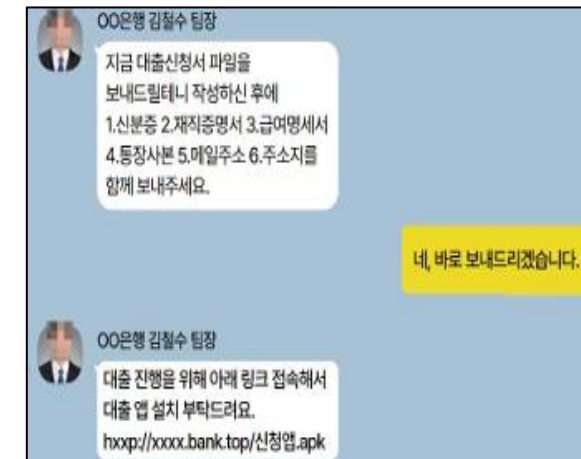 OO은행 김철수 팀장
지금 대출신청서 파일을
보내드릴테니 작성하신 후에
1.신분증 2.재직증명서 3.급여명세서
4.통장사본 5.메일주소 6.주소지를
함께 보내주세요.
네, 바로 보내드리겠습니다.
OO은행 김철수 팀장
대출 진행을 위해 아래 링크 접속해서
대출 앱 설치 부탁드려요.
hxxp://xxxx.bank.top/신청앱.apk